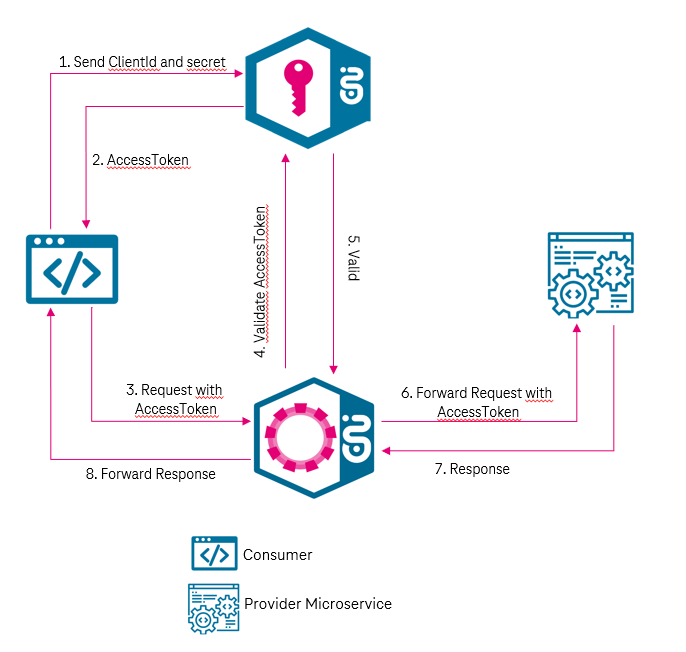 1. Send ClientId and secret
2. AccessToken
3. Request with
AccessToken
4. Validate AccessToken
5. Valid
6. Forward Request with
AccessToken
7. Response
8. Forward Response
Consumer
Provider Microservice